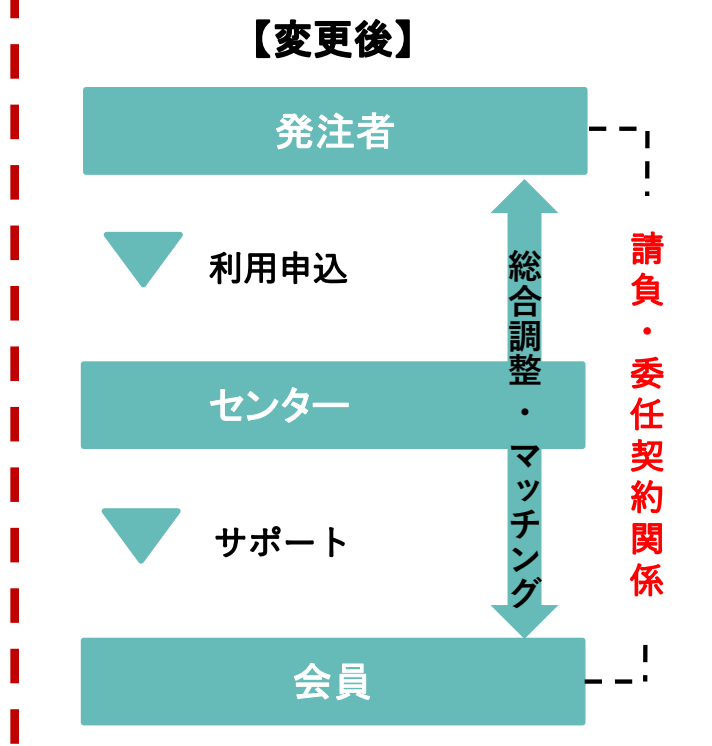 【変更後】
発注者
利用申込
総合調整・マッチング
請負・委任契約関係
センター
サポート
会員